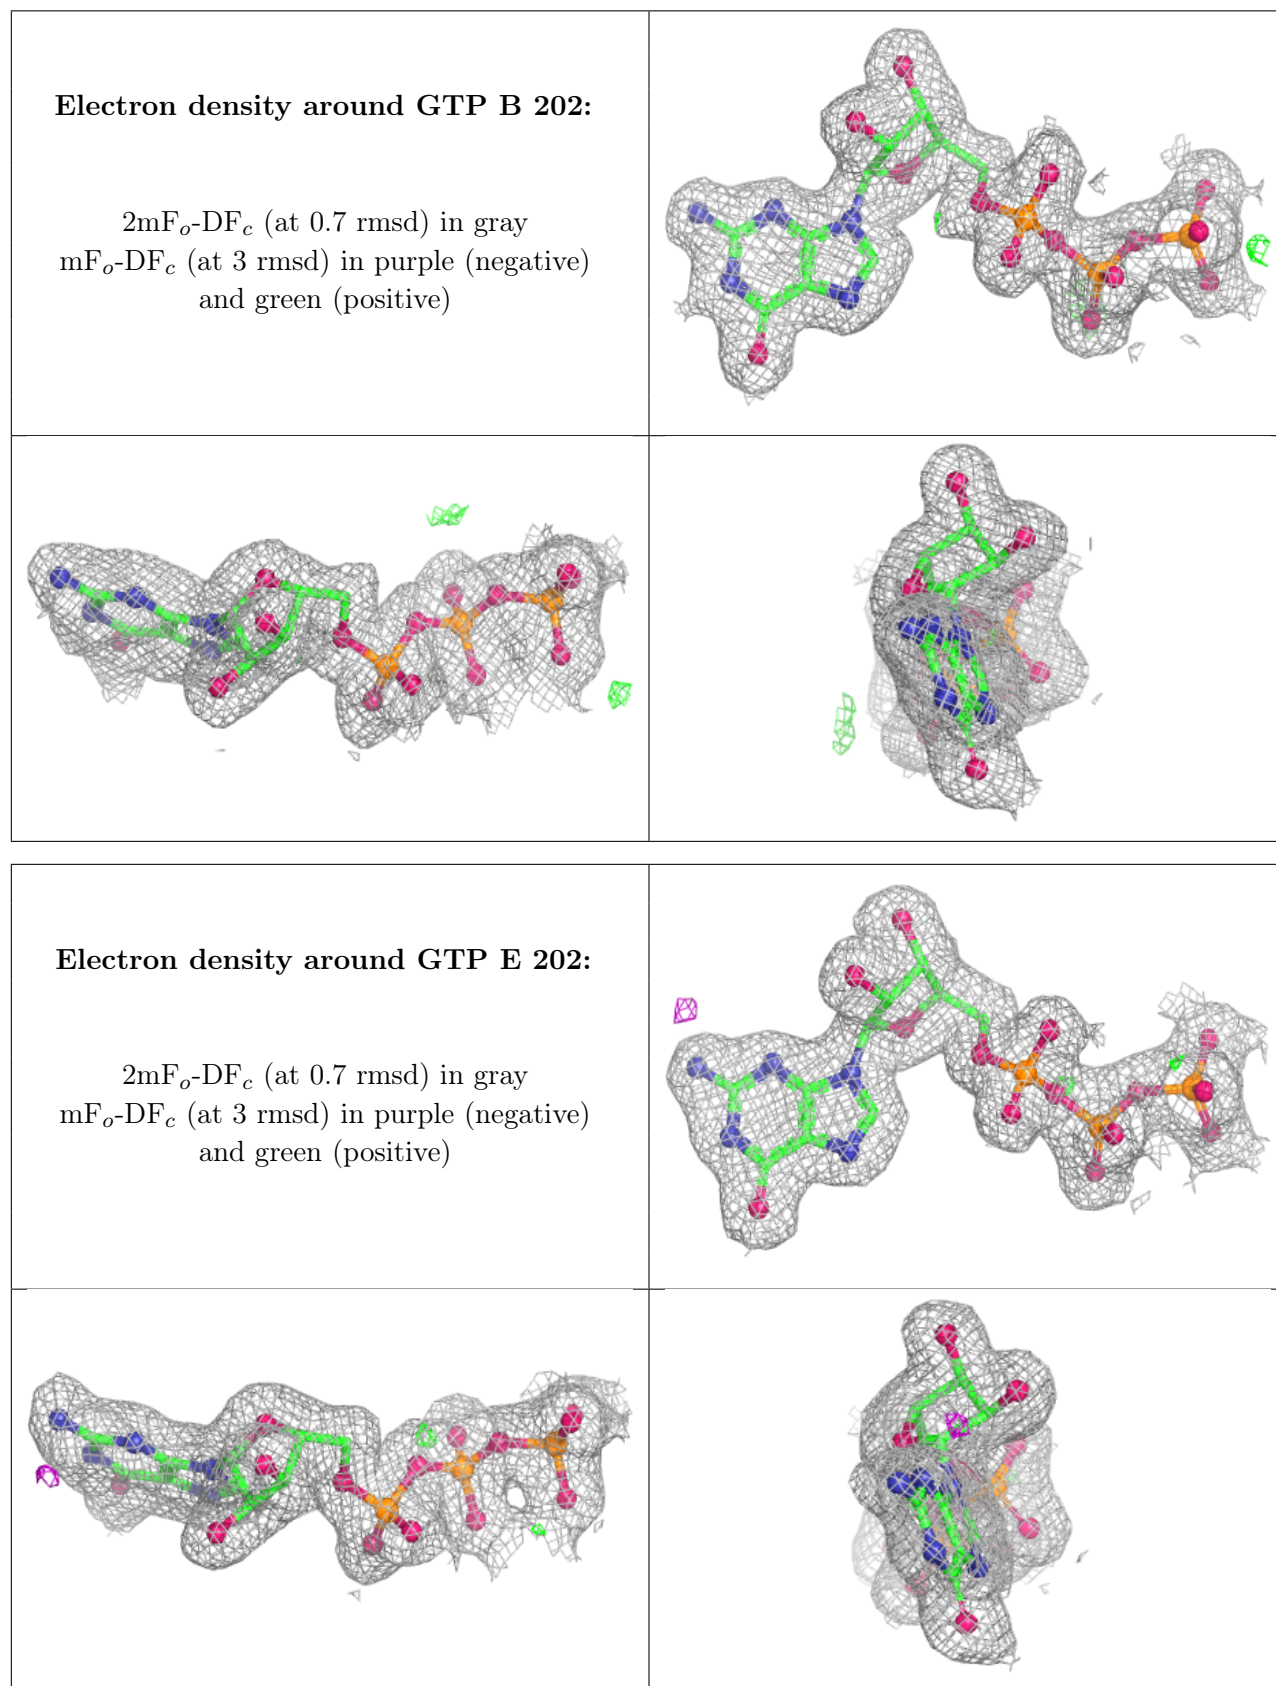 Electron density around GTP B 202:
2mFo-DFc (at 0.7 rmsd) in gray
mFo-DFc (at 3 rmsd) in purple (negative)
and green (positive)
Electron density around GTP E 202:
2mFo-DFc (at 0.7 rmsd) in gray
mFo-DFc (at 3 rmsd) in purple (negative)
and green (positive)